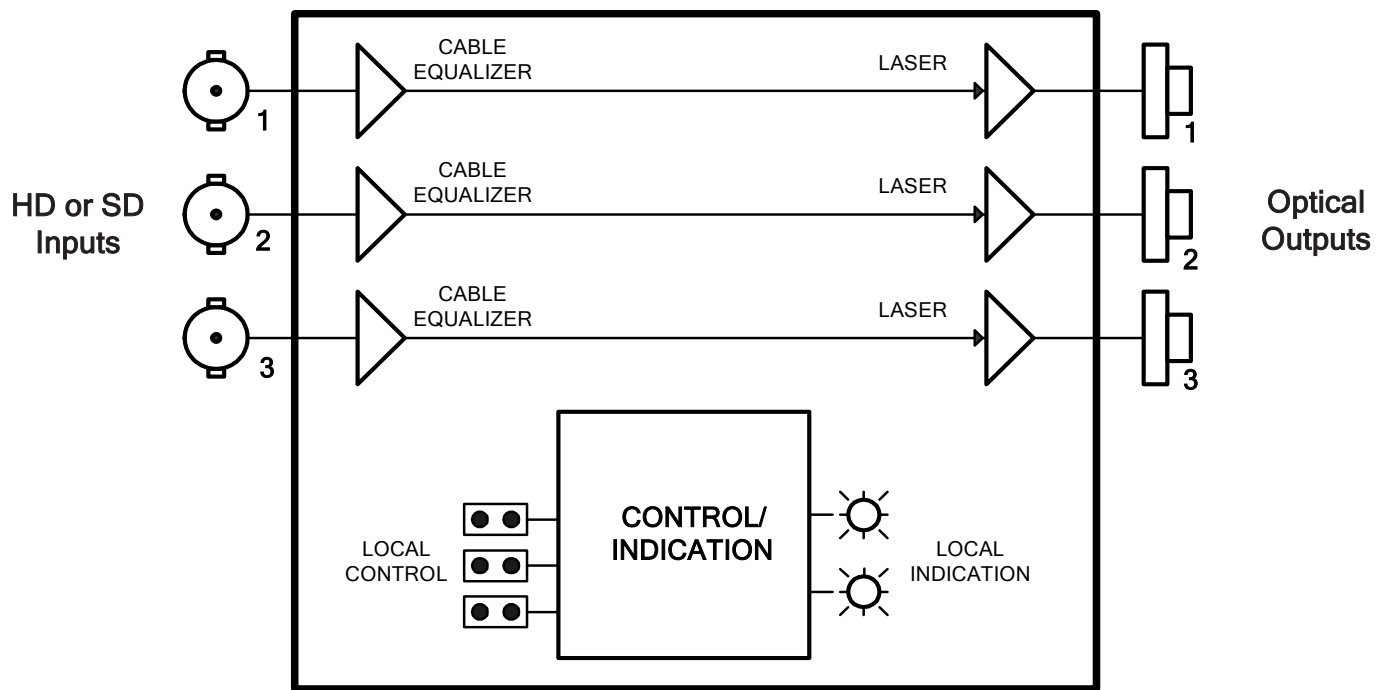 CABLE
EQUALIZER
LASER
1
1
CABLE
EQUALIZER
LASER
HD or SD
Inputs
2
Optical
Outputs
2
CABLE
EQUALIZER
LASER
3
3
CONTROL/
INDICATION
LOCAL
CONTROL
LOCAL
INDICATION